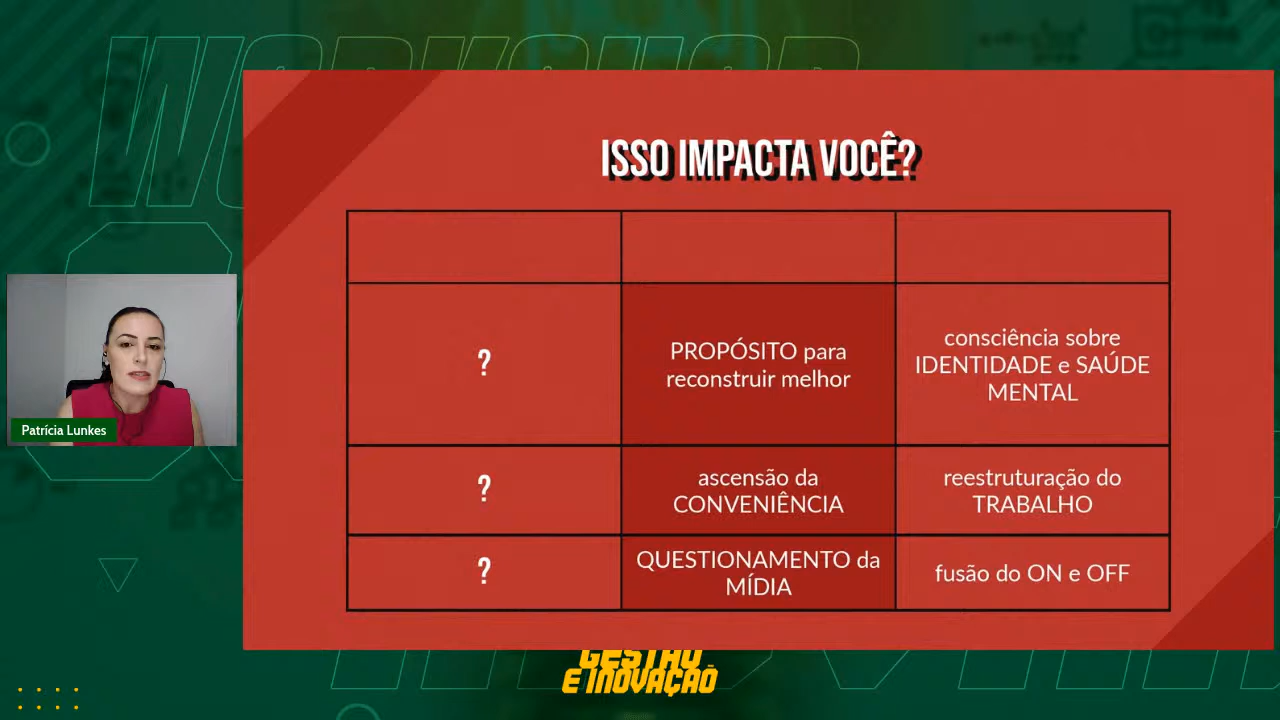 WORKSHOP
ISSO IMPACTA VOCÊ?
?
PROPÓSITO para
reconstruir melhor
consciência sobre
IDENTIDADE e SAÚDE
MENTAL
?
ascensão da
CONVENIÊNCIA
reestruturação do
TRABALHO
?
QUESTIONAMENTO da
MÍDIA
fusão do ON e OFF
Patrícia Lunkes
GESTÃO
E INOVAÇÃO